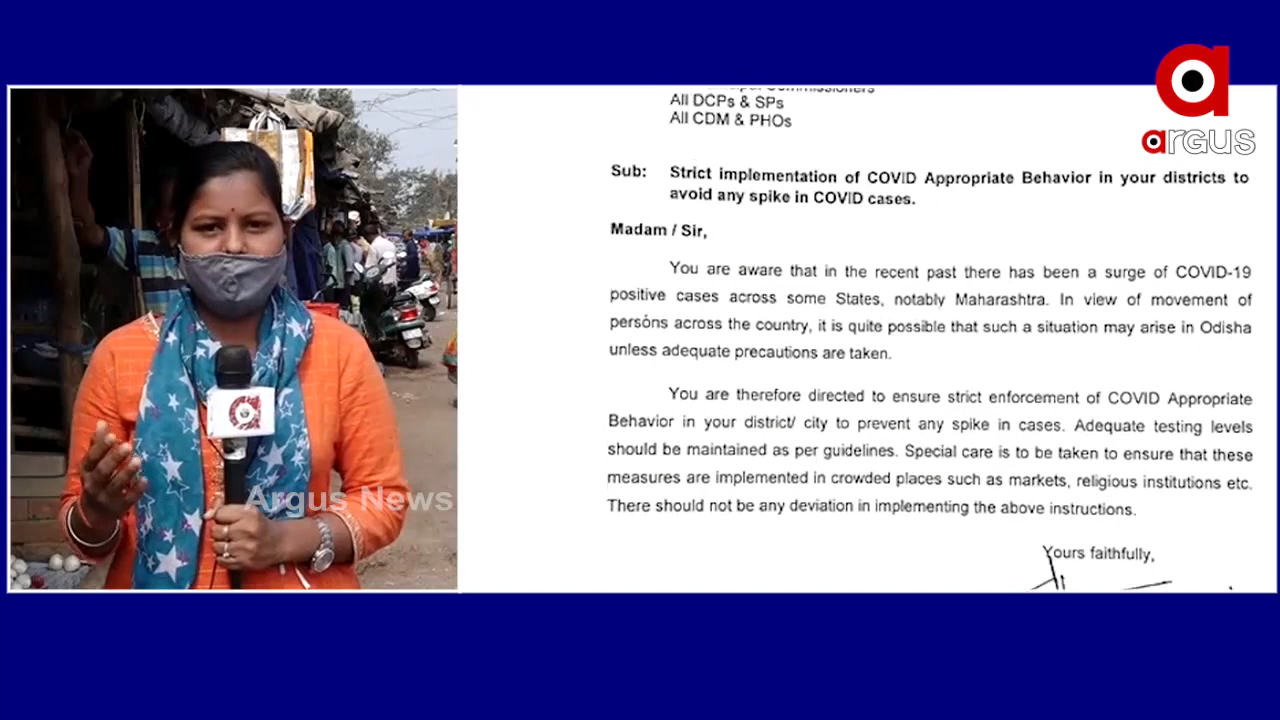 argus
Commissioners
All DCPs & SPs
All CDM & PHOs
Sub: Strict implementation of COVID Appropriate Behavior in your districts to
avoid any spike in COVID cases.
Madam / Sir,
You are aware that in the recent past there has been a surge of COVID-19
positive cases across some States, notably Maharashtra. In view of movement of
persons across the country, it is quite possible that such a situation may arise in Odisha
unless adequate precautions are taken.
You are therefore directed to ensure strict enforcement of COVID Appropriate
Behavior in your district/ city to prevent any spike in cases. Adequate testing levels
should be maintained as per guidelines. Special care is to be taken to ensure that these
measures are implemented in crowded places such as markets, religious institutions etc.
There should not be any deviation in implementing the above instructions.
Yours faithfully,
Argus News